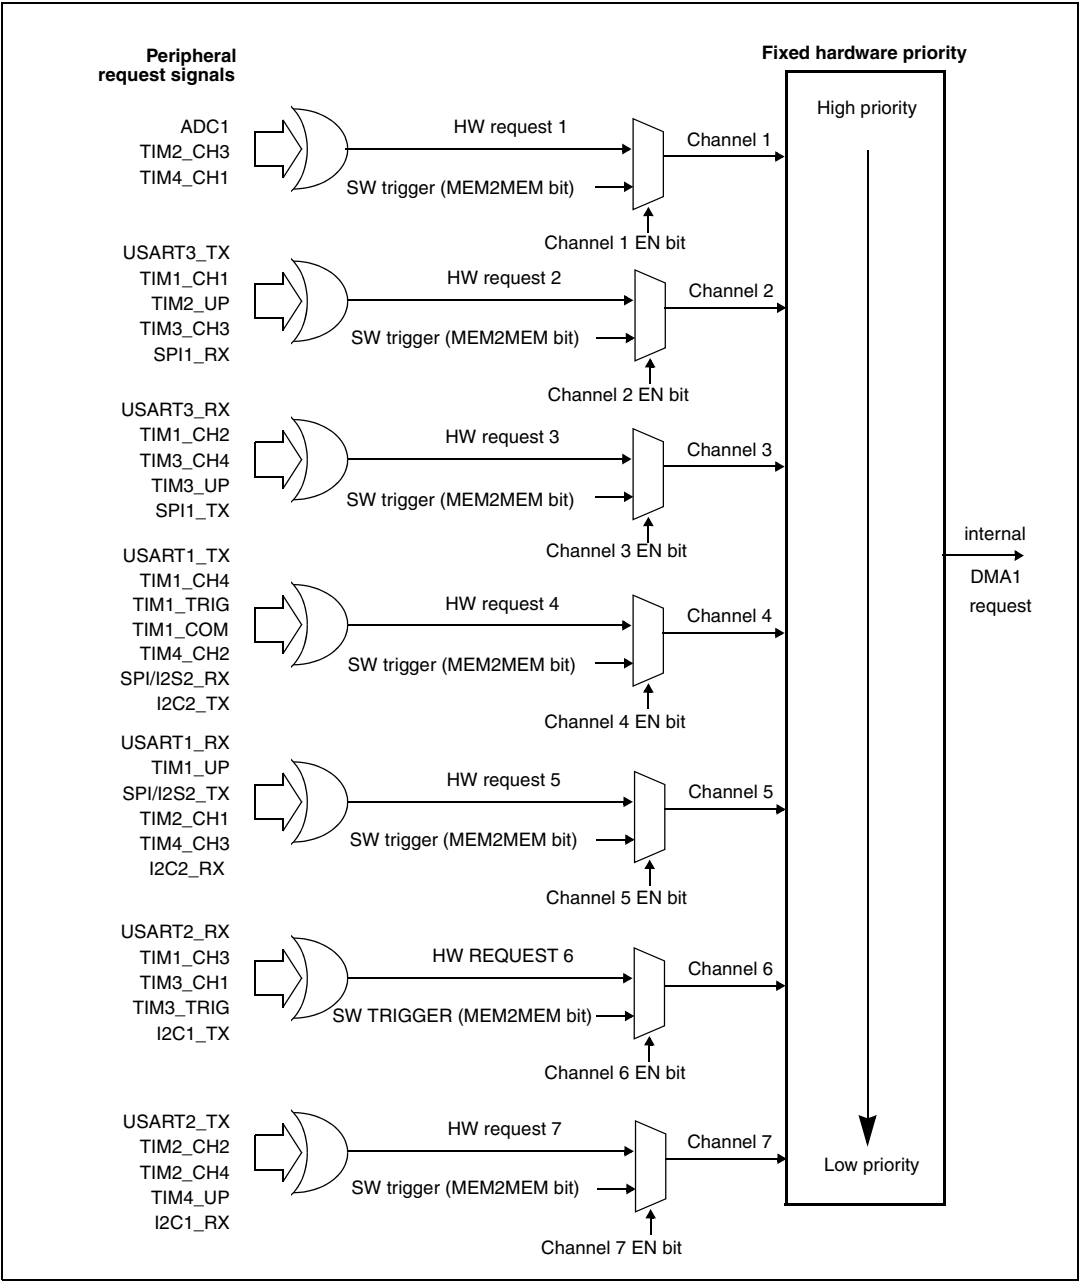 Peripheral
request signals
Fixed hardware priority
High priority
ADC1
TIM2_CH3
TIM4_CH1
HW request 1
SW trigger (MEM2MEM bit)
Channel 1
Channel 1 EN bit
USART3_TX
TIM1_CH1
TIM2_UP
TIM3_CH3
SPI1_RX
HW request 2
SW trigger (MEM2MEM bit)
Channel 2
Channel 2 EN bit
USART3_RX
TIM1_CH2
TIM3_CH4
TIM3_UP
SPI1_TX
HW request 3
SW trigger (MEM2MEM bit)
Channel 3
Channel 3 EN bit
internal
DMA1
request
USART1_TX
TIM1_CH4
TIM1_TRIG
TIM1_COM
TIM4_CH2
SPI/I2S2_RX
I2C2_TX
HW request 4
SW trigger (MEM2MEM bit)
Channel 4
Channel 4 EN bit
USART1_RX
TIM1_UP
SPI/I2S2_TX
TIM2_CH1
TIM4_CH3
I2C2_RX
HW request 5
SW trigger (MEM2MEM bit)
Channel 5
Channel 5 EN bit
USART2_RX
TIM1_CH3
TIM3_CH1
TIM3_TRIG
I2C1_TX
HW REQUEST 6
SW TRIGGER (MEM2MEM bit)
Channel 6
Channel 6 EN bit
USART2_TX
TIM2_CH2
TIM2_CH4
TIM4_UP
I2C1_RX
HW request 7
SW trigger (MEM2MEM bit)
Channel 7
Channel 7 EN bit
Low priority